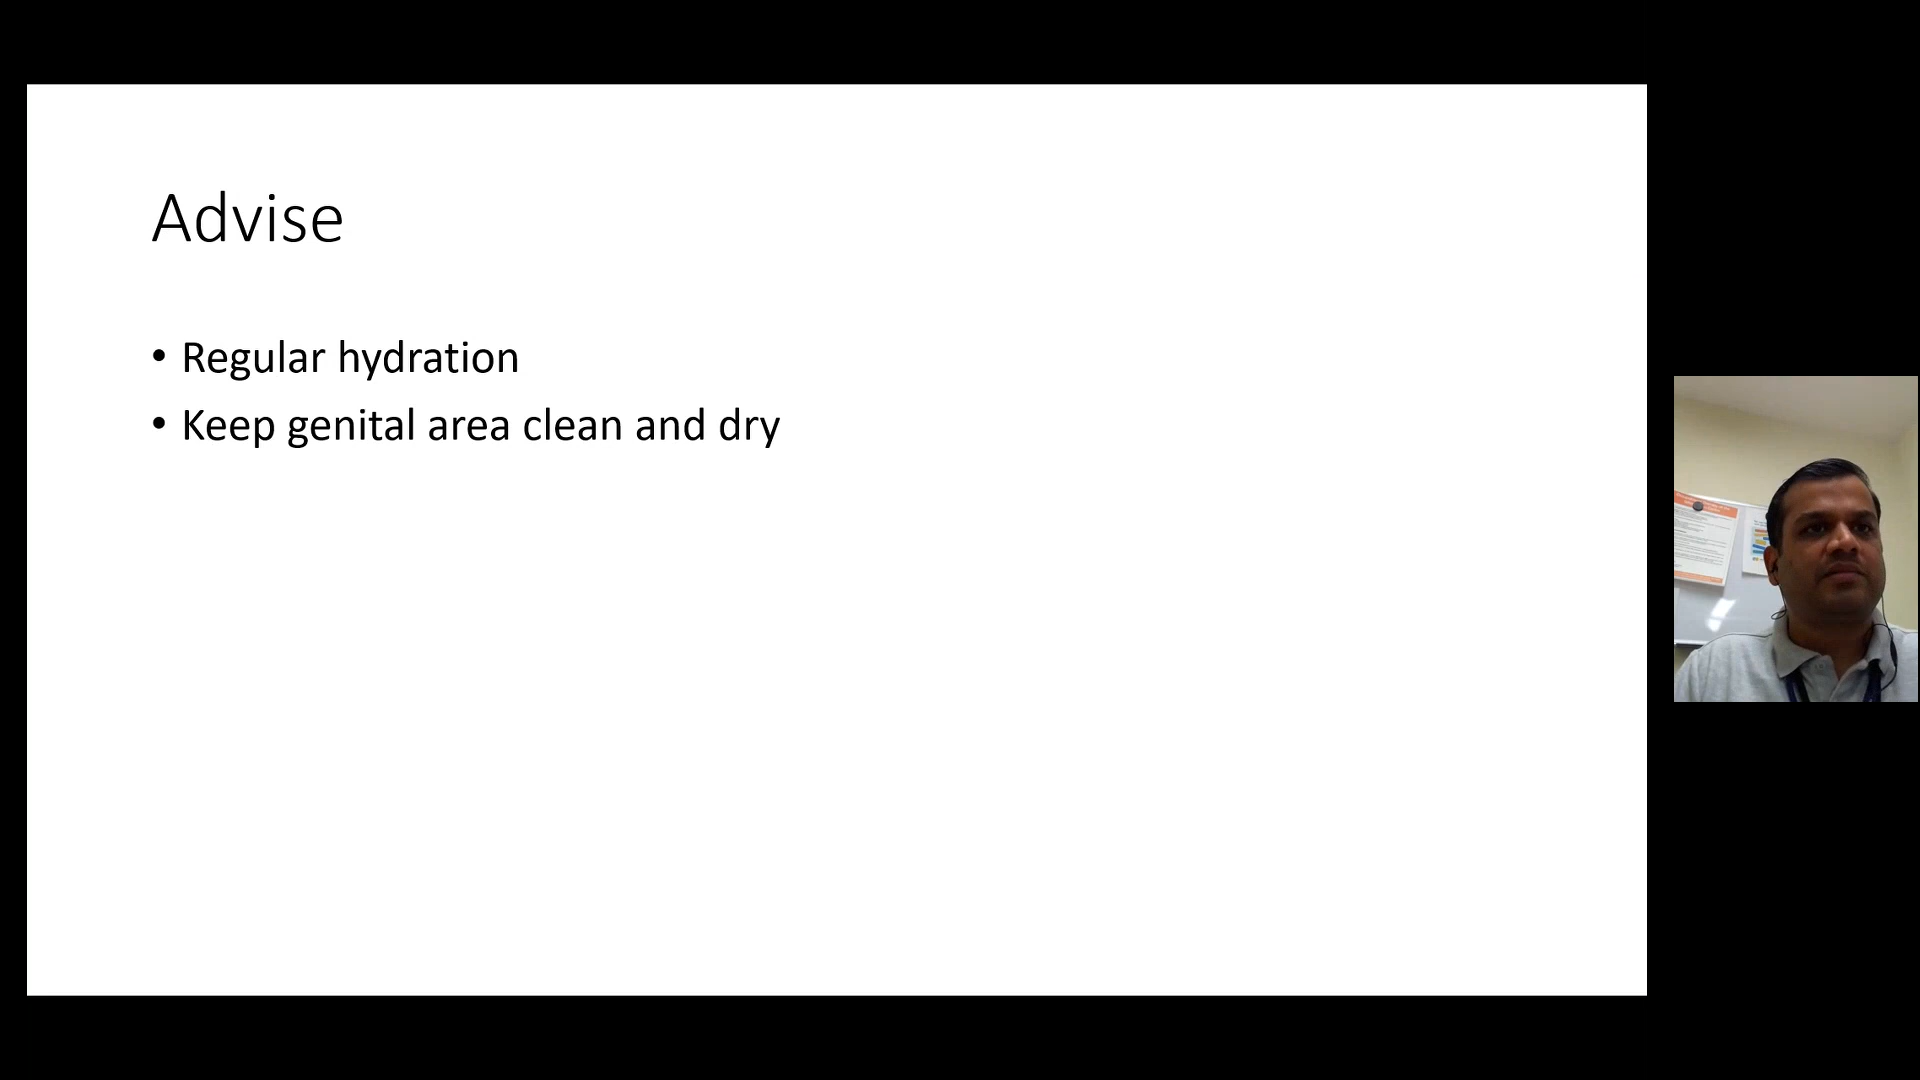 Advise
• Regular hydration
• Keep genital area clean and dry